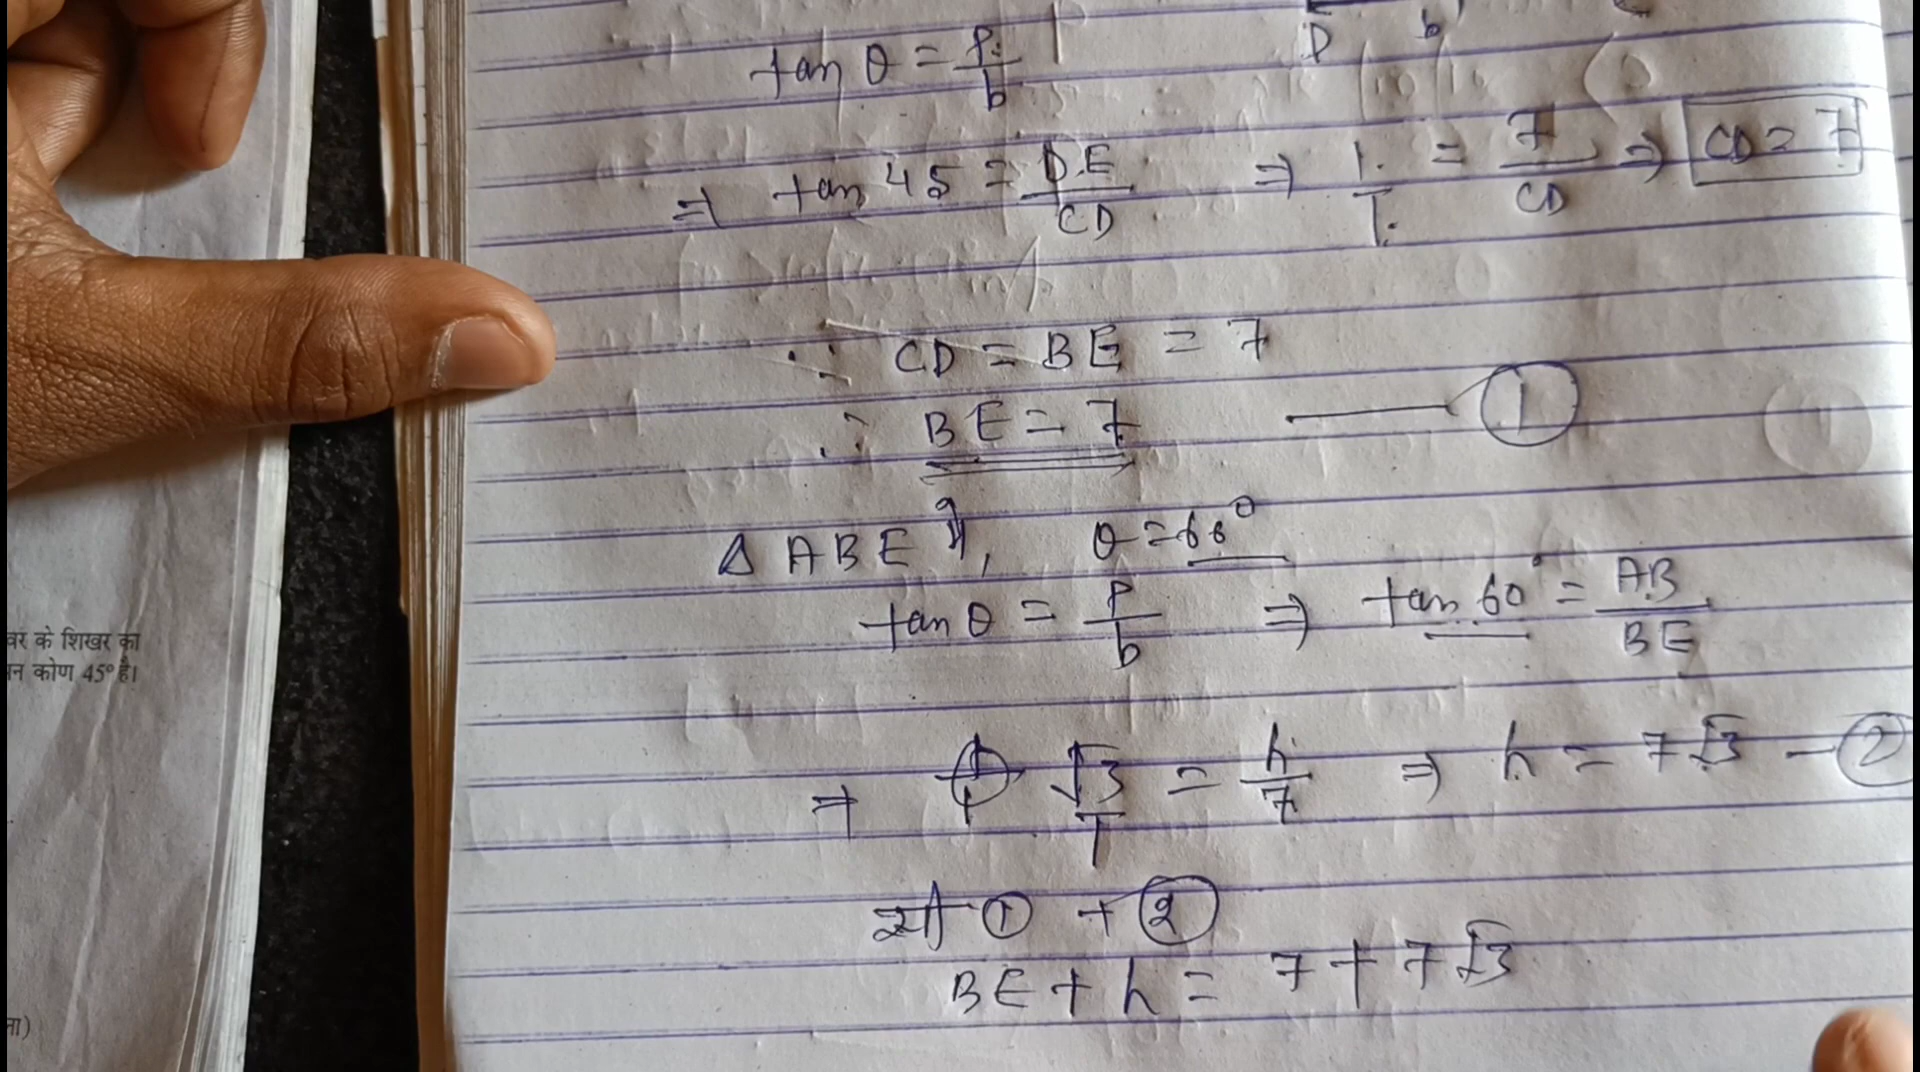 tan θ = P/b
D b
⇒ tan 45 = DE/CD ⇒ 1/1 = 7/CD ⇒ CD = 7
∵ CD = BE = 7
∴ BE = 7 — ①
Δ ABE में, θ = 60°
tan θ = P/b ⇒ tan 60° = AB/BE
⇒ √3/1 = h/7 ⇒ h = 7√3 - ②
① + ②
BE + h = 7 + 7√3
के शिखर का
कोण 45° है।